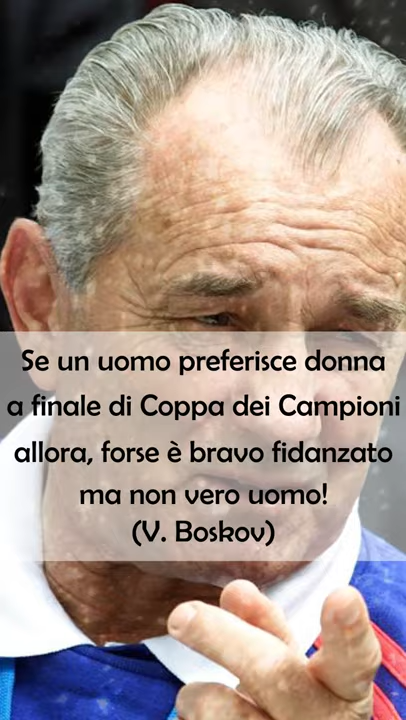 Se un uomo preferisce donna
a finale di Coppa dei Campioni
allora, forse è bravo fidanzato
ma non vero uomo!
(V. Boskov)